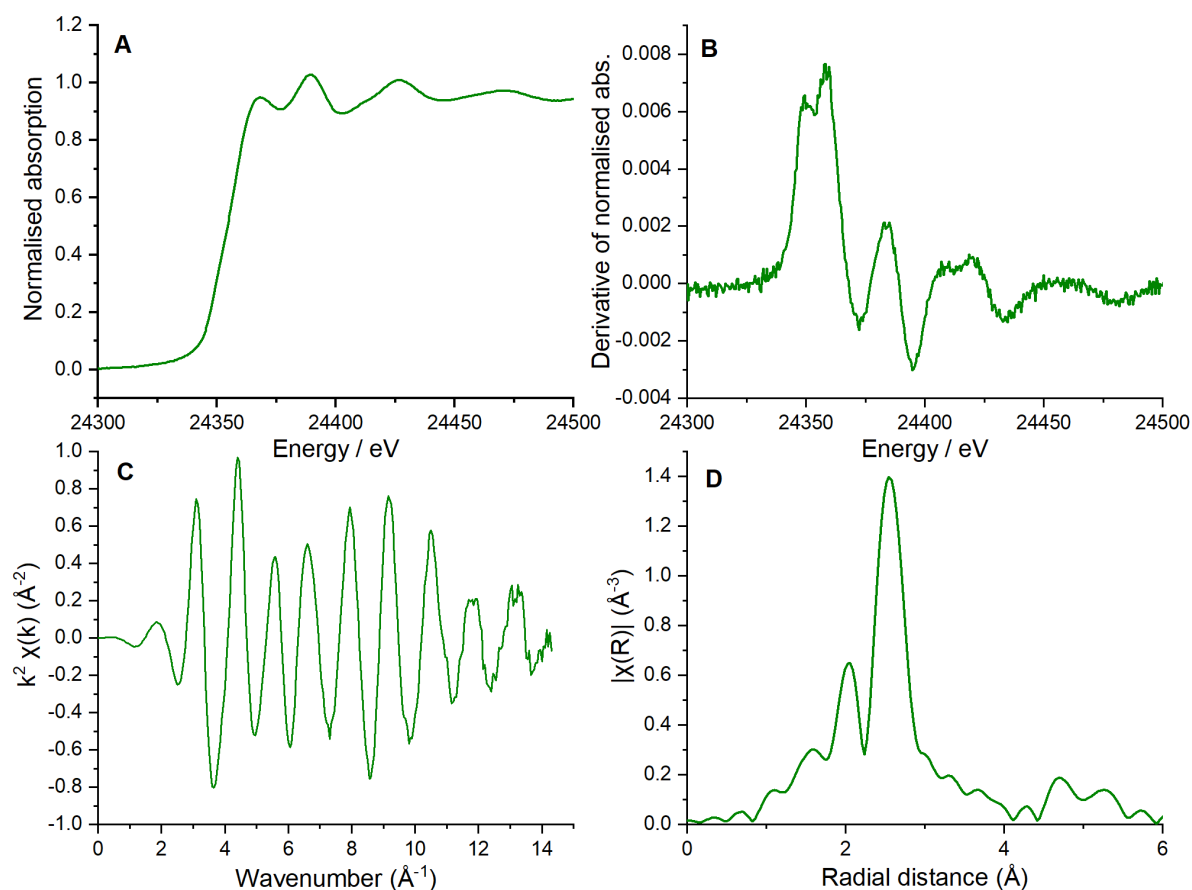 A
Normalised absorption
1.2
1.0
0.8
0.6
0.4
0.2
0.0
24300 24350 24400 24450 24500
Energy / eV
B
Derivative of normalised abs.
0.008
0.006
0.004
0.002
0.000
-0.002
-0.004
24300 24350 24400 24450 24500
Energy / eV
C
k² χ(k) (Å⁻²)
1.0
0.8
0.6
0.4
0.2
0.0
-0.2
-0.4
-0.6
-0.8
-1.0
0 2 4 6 8 10 12 14
Wavenumber (Å⁻¹)
D
|χ(R)| (Å⁻³)
1.4
1.2
1.0
0.8
0.6
0.4
0.2
0.0
0 2 4 6
Radial distance (Å)